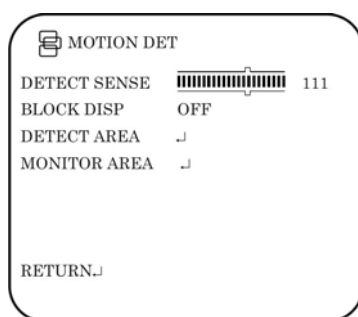 MOTION DET
DETECT SENSE 111
BLOCK DISP OFF
DETECT AREA ↵
MONITOR AREA ↵
RETURN↵